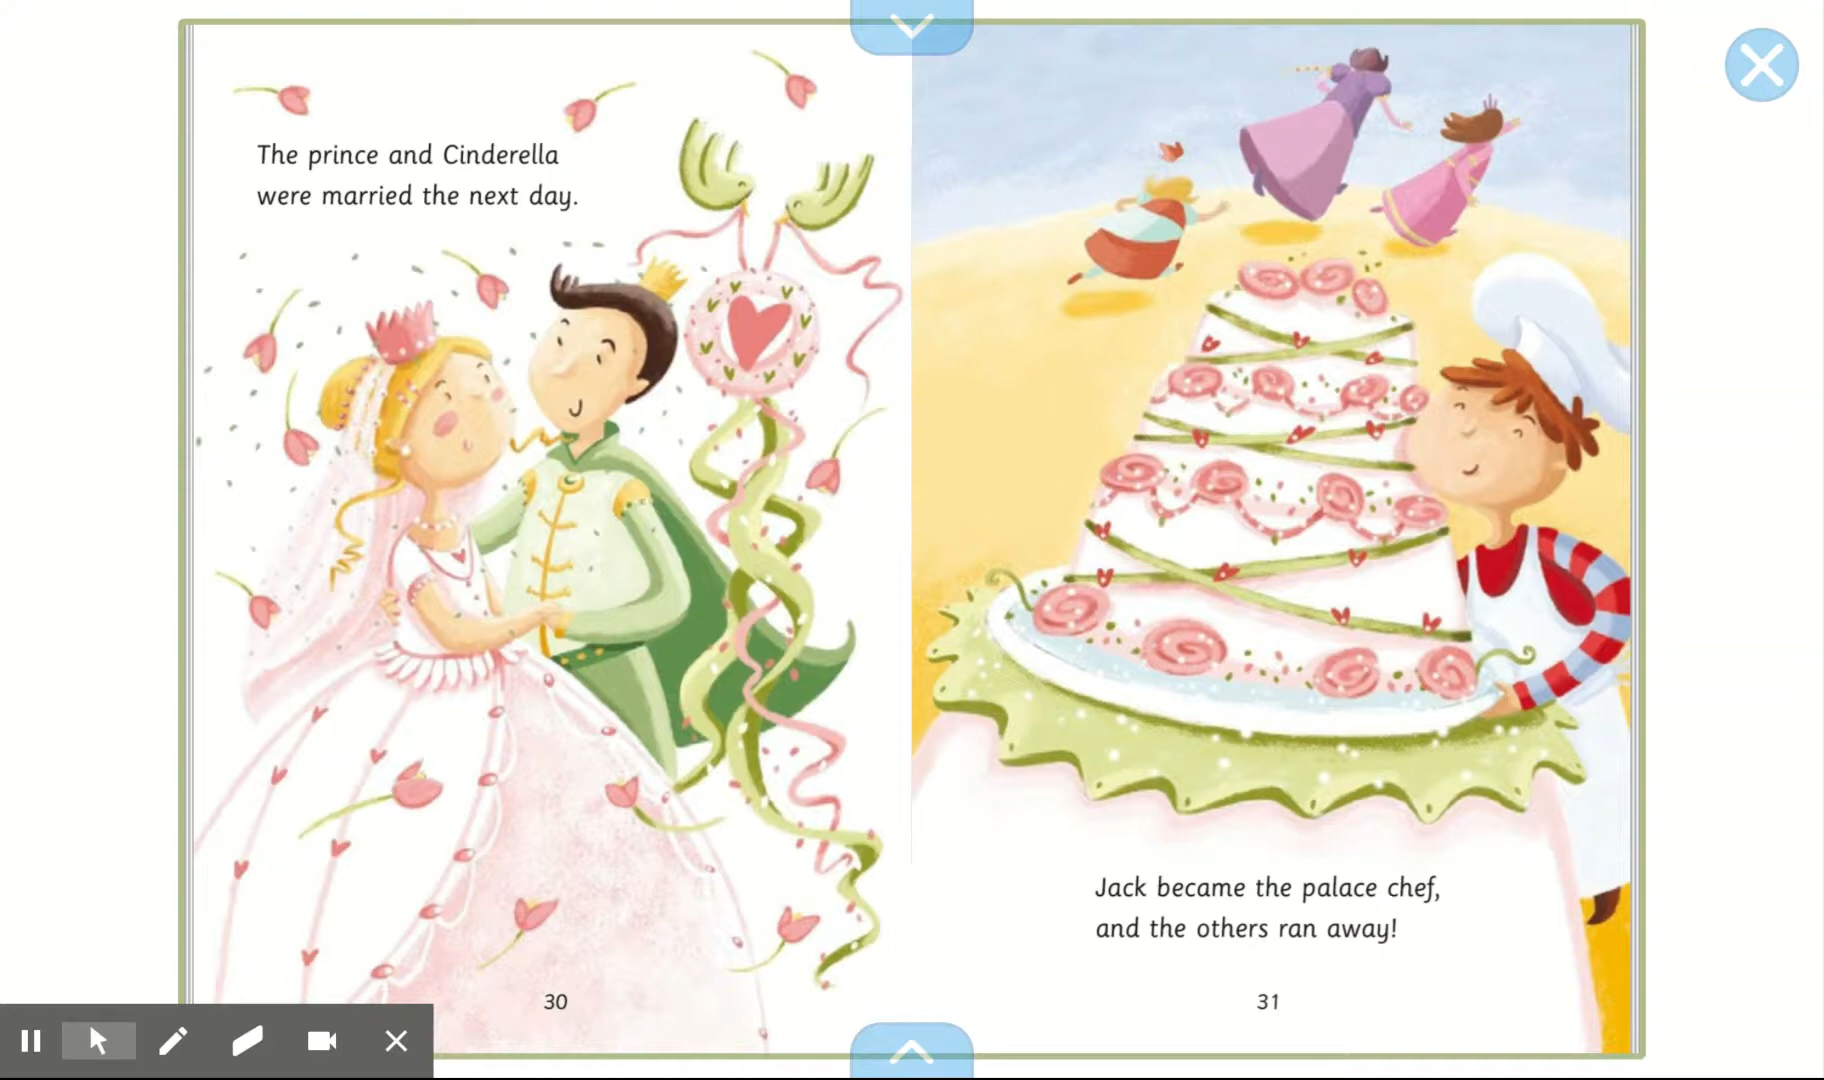 The prince and Cinderella
were married the next day.
30
Jack became the palace chef,
and the others ran away!
31